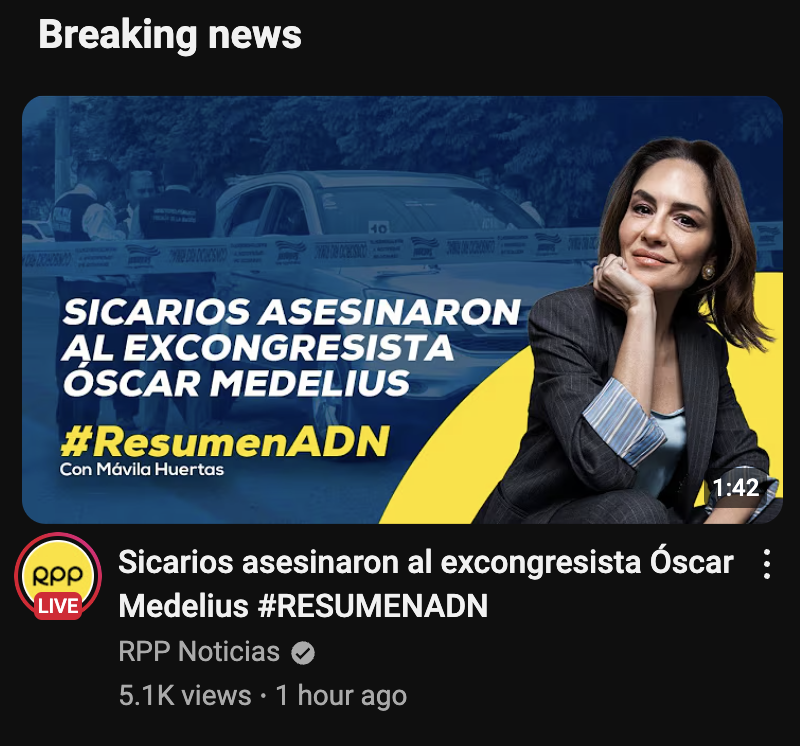 Breaking news
SICARIOS ASESINARON
AL EXCONGRESISTA
ÓSCAR MEDELIUS
#ResumenADN
Con Mávila Huertas
1:42
RPP
LIVE
Sicarios asesinaron al excongresista Óscar
Medelius #RESUMENADN
RPP Noticias
5.1K views · 1 hour ago